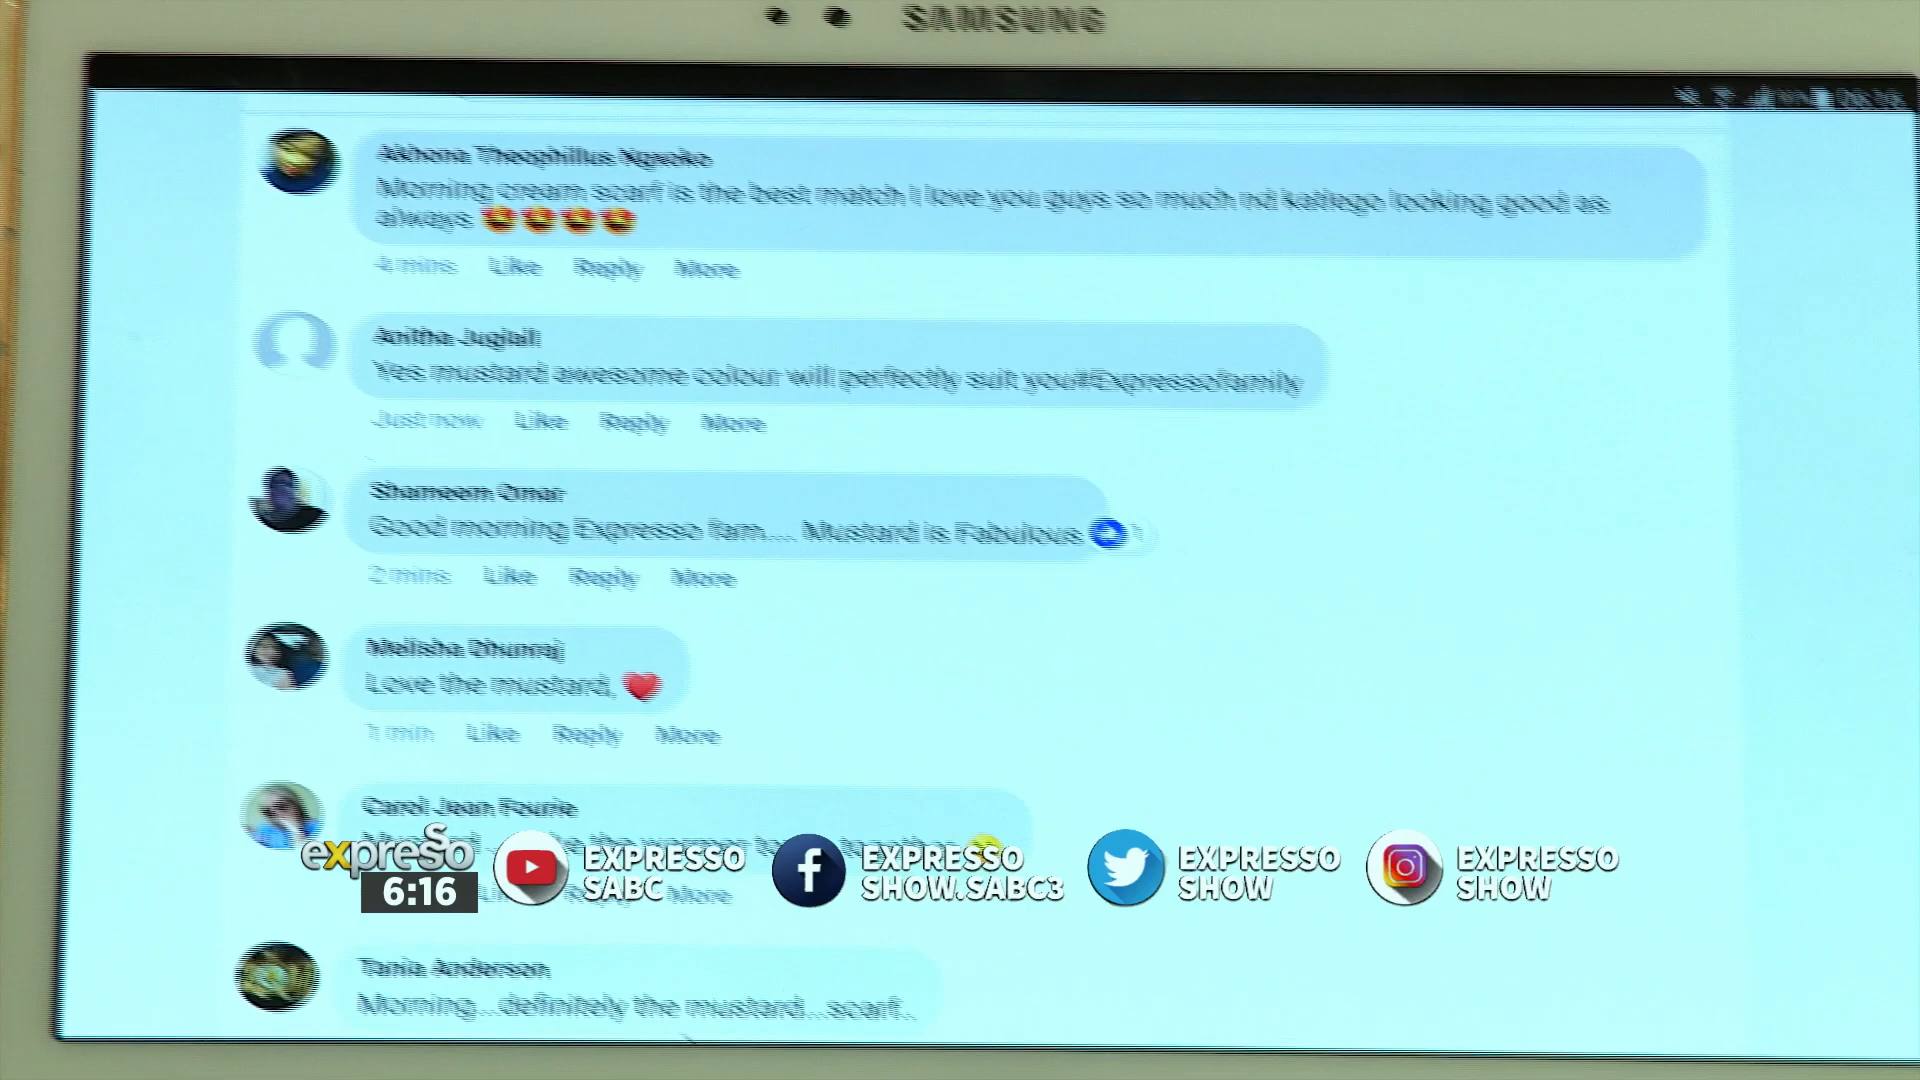 SAMSUNG
Akhona Theophillus Ngxoko
Morning cream scarf is the best match I love you guys so much nd katlego looking good as
always 😍😍😍😍
4 mins Like Reply More
Anitha Juglall
Yes mustard awesome colour will perfectly suit you#Expressofamily
Just now Like Reply More
Shameem Omar
Good morning Expresso fam.... Mustard is Fabulous
2 mins Like Reply More
Melisha Dhunraj
Love the mustard, ❤️
1 min Like Reply More
Carol Jean Fourie
expresso
6:16
EXPRESSO
SABC
EXPRESSO
SHOW.SABC3
EXPRESSO
SHOW
EXPRESSO
SHOW
Reply More
Tania Anderson
Morning...definitely the mustard...scarf..